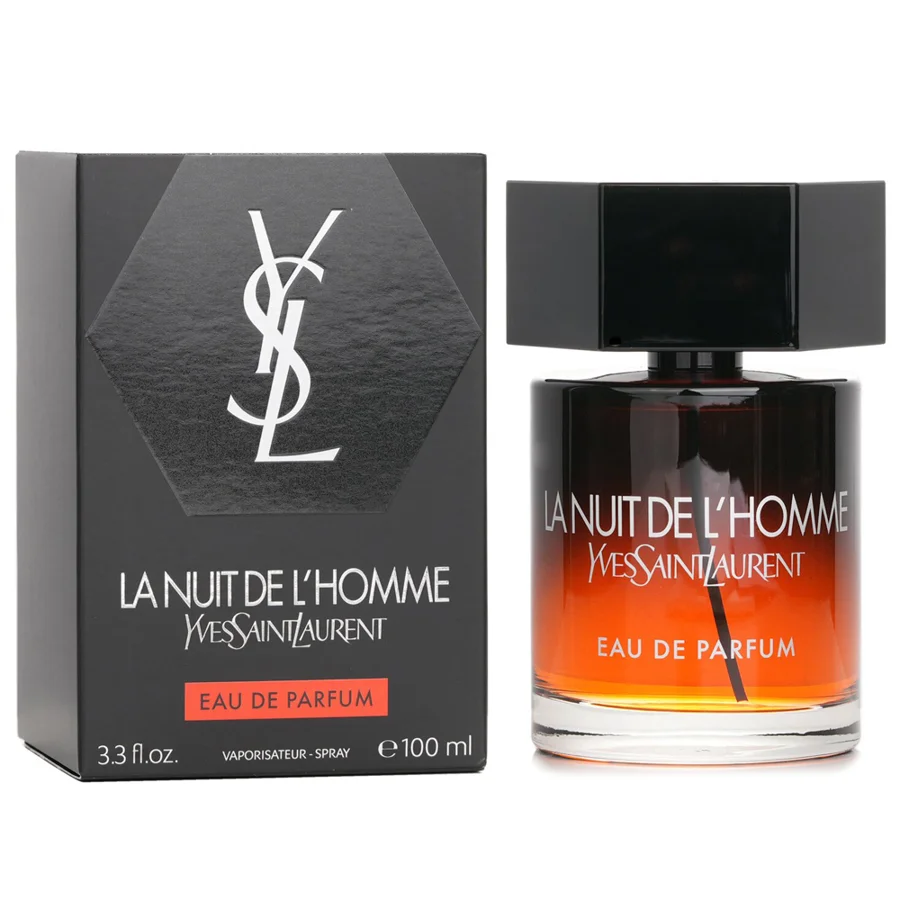 YSL
LA NUIT DE L'HOMME
YVESSAINTLAURENT
EAU DE PARFUM
3.3 fl.oz.
VAPORISATEUR - SPRAY
℮100 ml
LA NUIT DE L'HOMME
YVESSAINTLAURENT
EAU DE PARFUM